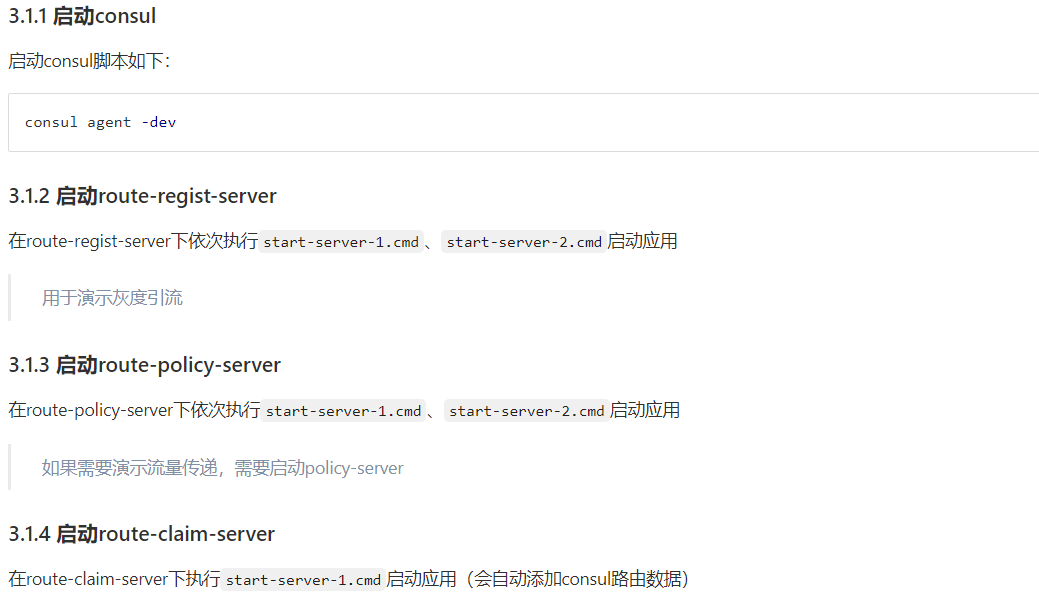 3.1.1 启动consul
启动consul脚本如下：
consul agent -dev
3.1.2 启动route-regist-server
在route-regist-server下依次执行start-server-1.cmd、start-server-2.cmd启动应用
用于演示灰度引流
3.1.3 启动route-policy-server
在route-policy-server下依次执行start-server-1.cmd、start-server-2.cmd启动应用
如果需要演示流量传递，需要启动policy-server
3.1.4 启动route-claim-server
在route-claim-server下执行start-server-1.cmd启动应用（会自动添加consul路由数据）